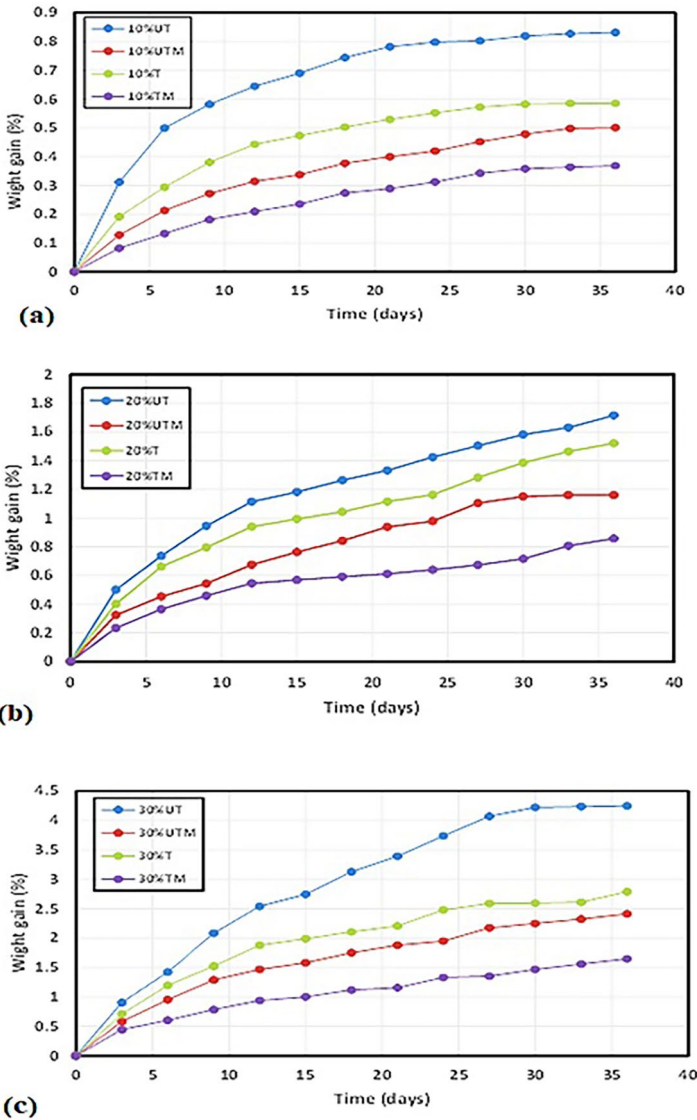 0.9
0.8
0.7
0.6
0.5
0.4
0.3
0.2
0.1
0
Wight gain (%)
10%UT
10%UTM
10%T
10%TM
0 5 10 15 20 25 30 35 40
Time (days)
(a)
2
1.8
1.6
1.4
1.2
1
0.8
0.6
0.4
0.2
0
Wight gain (%)
20%UT
20%UTM
20%T
20%TM
0 5 10 15 20 25 30 35 40
Time (days)
(b)
4.5
4
3.5
3
2.5
2
1.5
1
0.5
0
Wight gain (%)
30%UT
30%UTM
30%T
30%TM
0 5 10 15 20 25 30 35 40
Time (days)
(c)